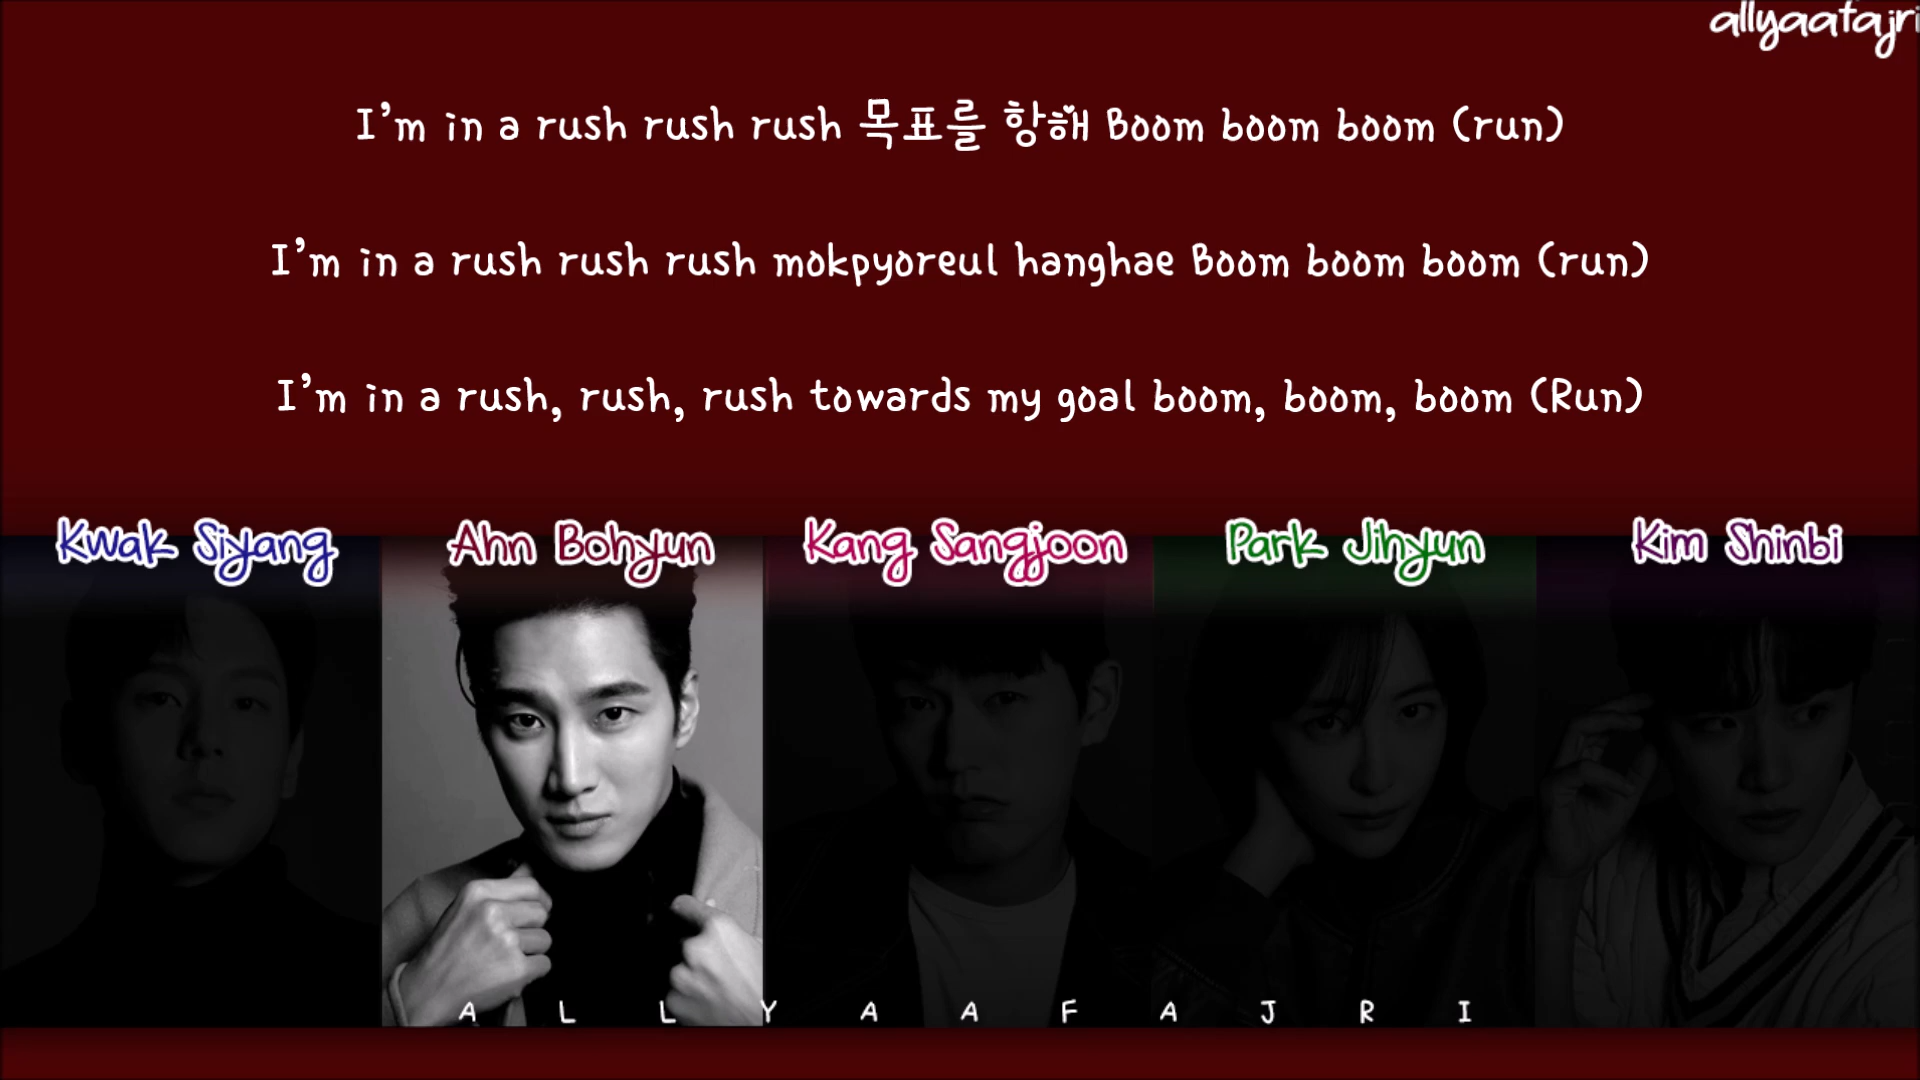 allyaafajri
I'm in a rush rush rush 목표를 항해 Boom boom boom (run)
I'm in a rush rush rush mokpyoreul hanghae Boom boom boom (run)
I'm in a rush, rush, rush towards my goal boom, boom, boom (Run)
Kwak Siyang Ahn Bohyun Kang Sangjoon Park Jihyun Kim Shinbi
A L L Y A A F A J R I